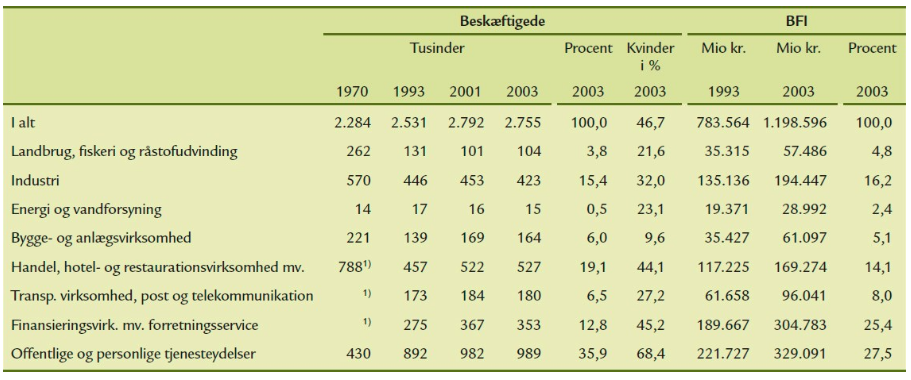 Beskæftigede BFI
Tusinder Procent Kvinder i % Mio kr. Mio kr. Procent
1970 1993 2001 2003 2003 2003 1993 2003 2003
I alt 2.284 2.531 2.792 2.755 100,0 46,7 783.564 1.198.596 100,0
Landbrug, fiskeri og råstofudvinding 262 131 101 104 3,8 21,6 35.315 57.486 4,8
Industri 570 446 453 423 15,4 32,0 135.136 194.447 16,2
Energi og vandforsyning 14 17 16 15 0,5 23,1 19.371 28.992 2,4
Bygge- og anlægsvirksomhed 221 139 169 164 6,0 9,6 35.427 61.097 5,1
Handel, hotel- og restaurationsvirksomhed mv. 788¹⁾ 457 522 527 19,1 44,1 117.225 169.274 14,1
Transp. virksomhed, post og telekommunikation ¹⁾ 173 184 180 6,5 27,2 61.658 96.041 8,0
Finansieringsvirk. mv. forretningsservice ¹⁾ 275 367 353 12,8 45,2 189.667 304.783 25,4
Offentlige og personlige tjenesteydelser 430 892 982 989 35,9 68,4 221.727 329.091 27,5